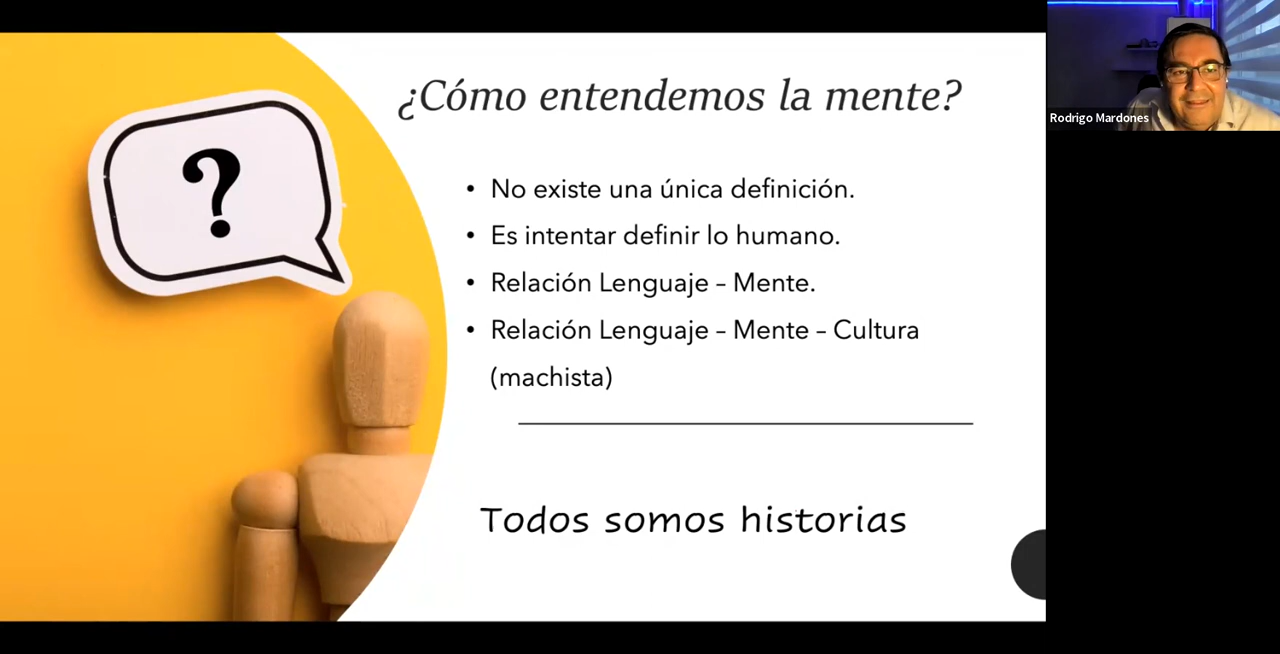 ¿Cómo entendemos la mente?
?
• No existe una única definición.
• Es intentar definir lo humano.
• Relación Lenguaje – Mente.
• Relación Lenguaje – Mente – Cultura
(machista)
Todos somos historias
Rodrigo Mardones